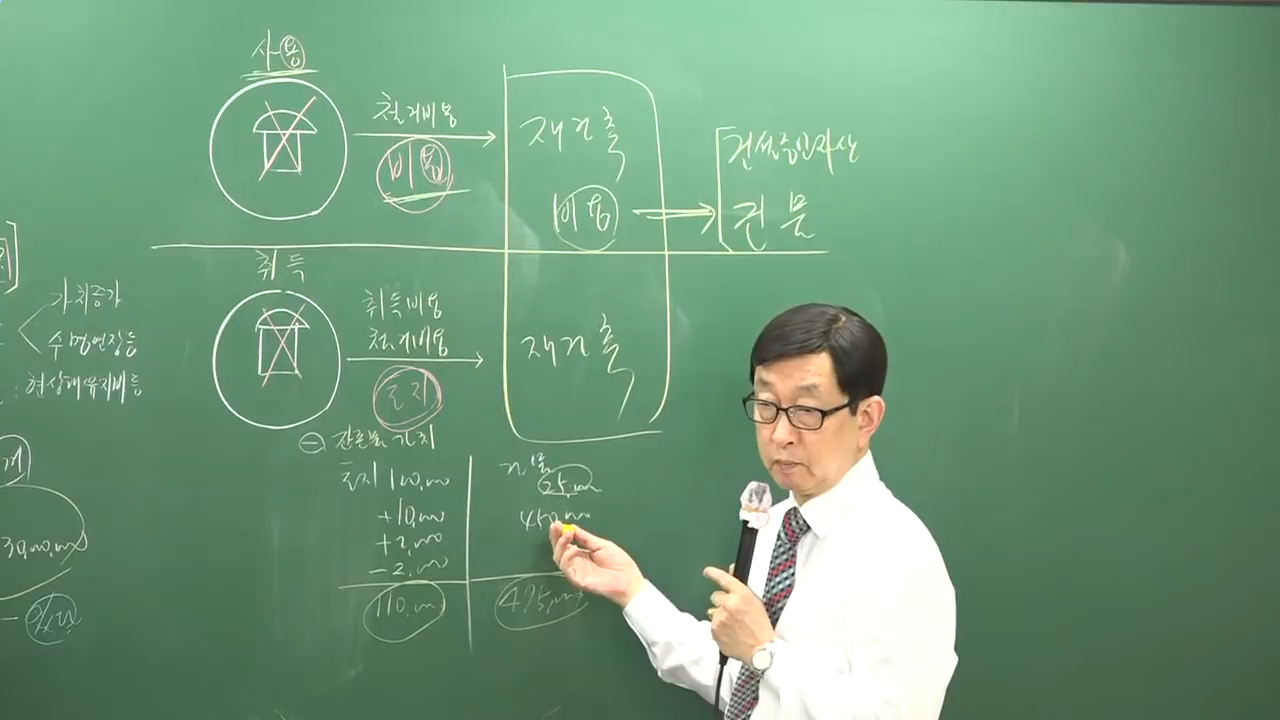 사용
철거비용
비용
재건축
비용
건설중인자산
건물
취득
가치증가
수명연장등
현상태유지비등
취득비용
철거비용
토지
재건축
⊖ 잔존물 가치
토지 100,000
+10,000
+2,000
-2,000
110,000
건물
25,000
450,000
475,000